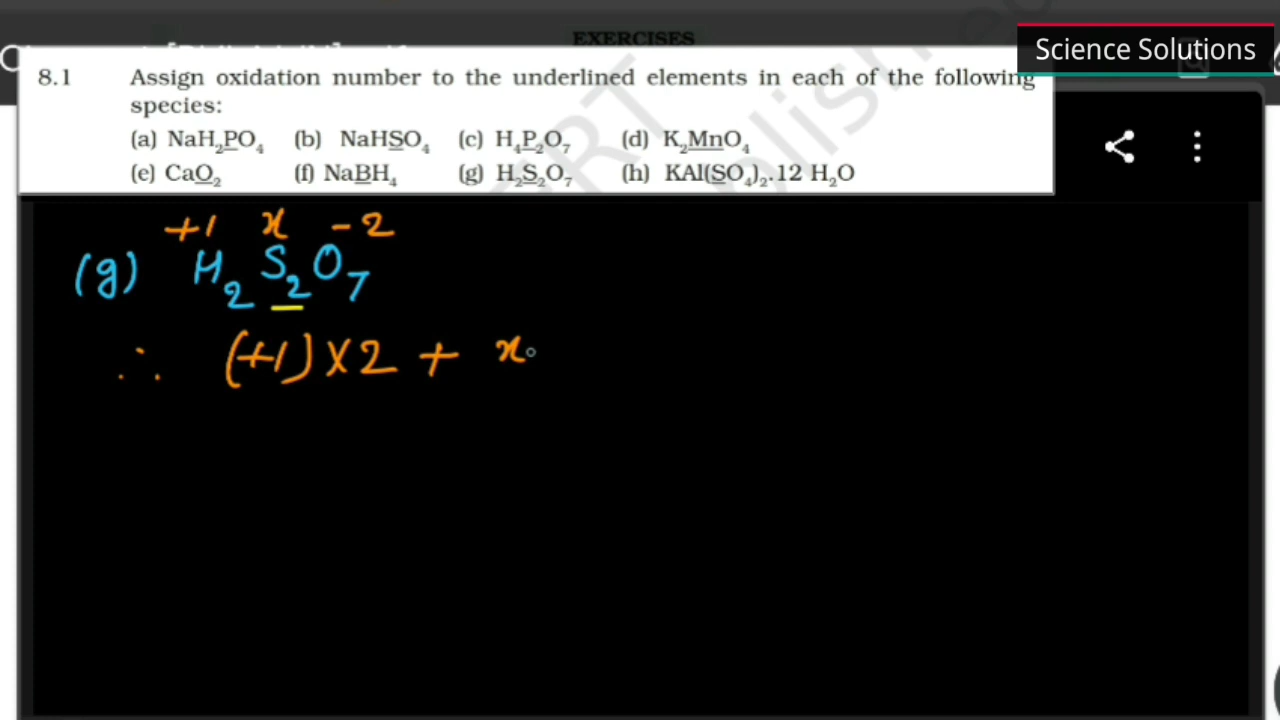 EXERCISES
Science Solutions
8.1 Assign oxidation number to the underlined elements in each of the following
species:
(a) NaH₂PO₄ (b) NaHSO₄ (c) H₄P₂O₇ (d) K₂MnO₄
(e) CaO₂ (f) NaBH₄ (g) H₂S₂O₇ (h) KAl(SO₄)₂.12 H₂O
+1 x -2
(g) H₂S₂O₇
∴ (+1)×2 + x